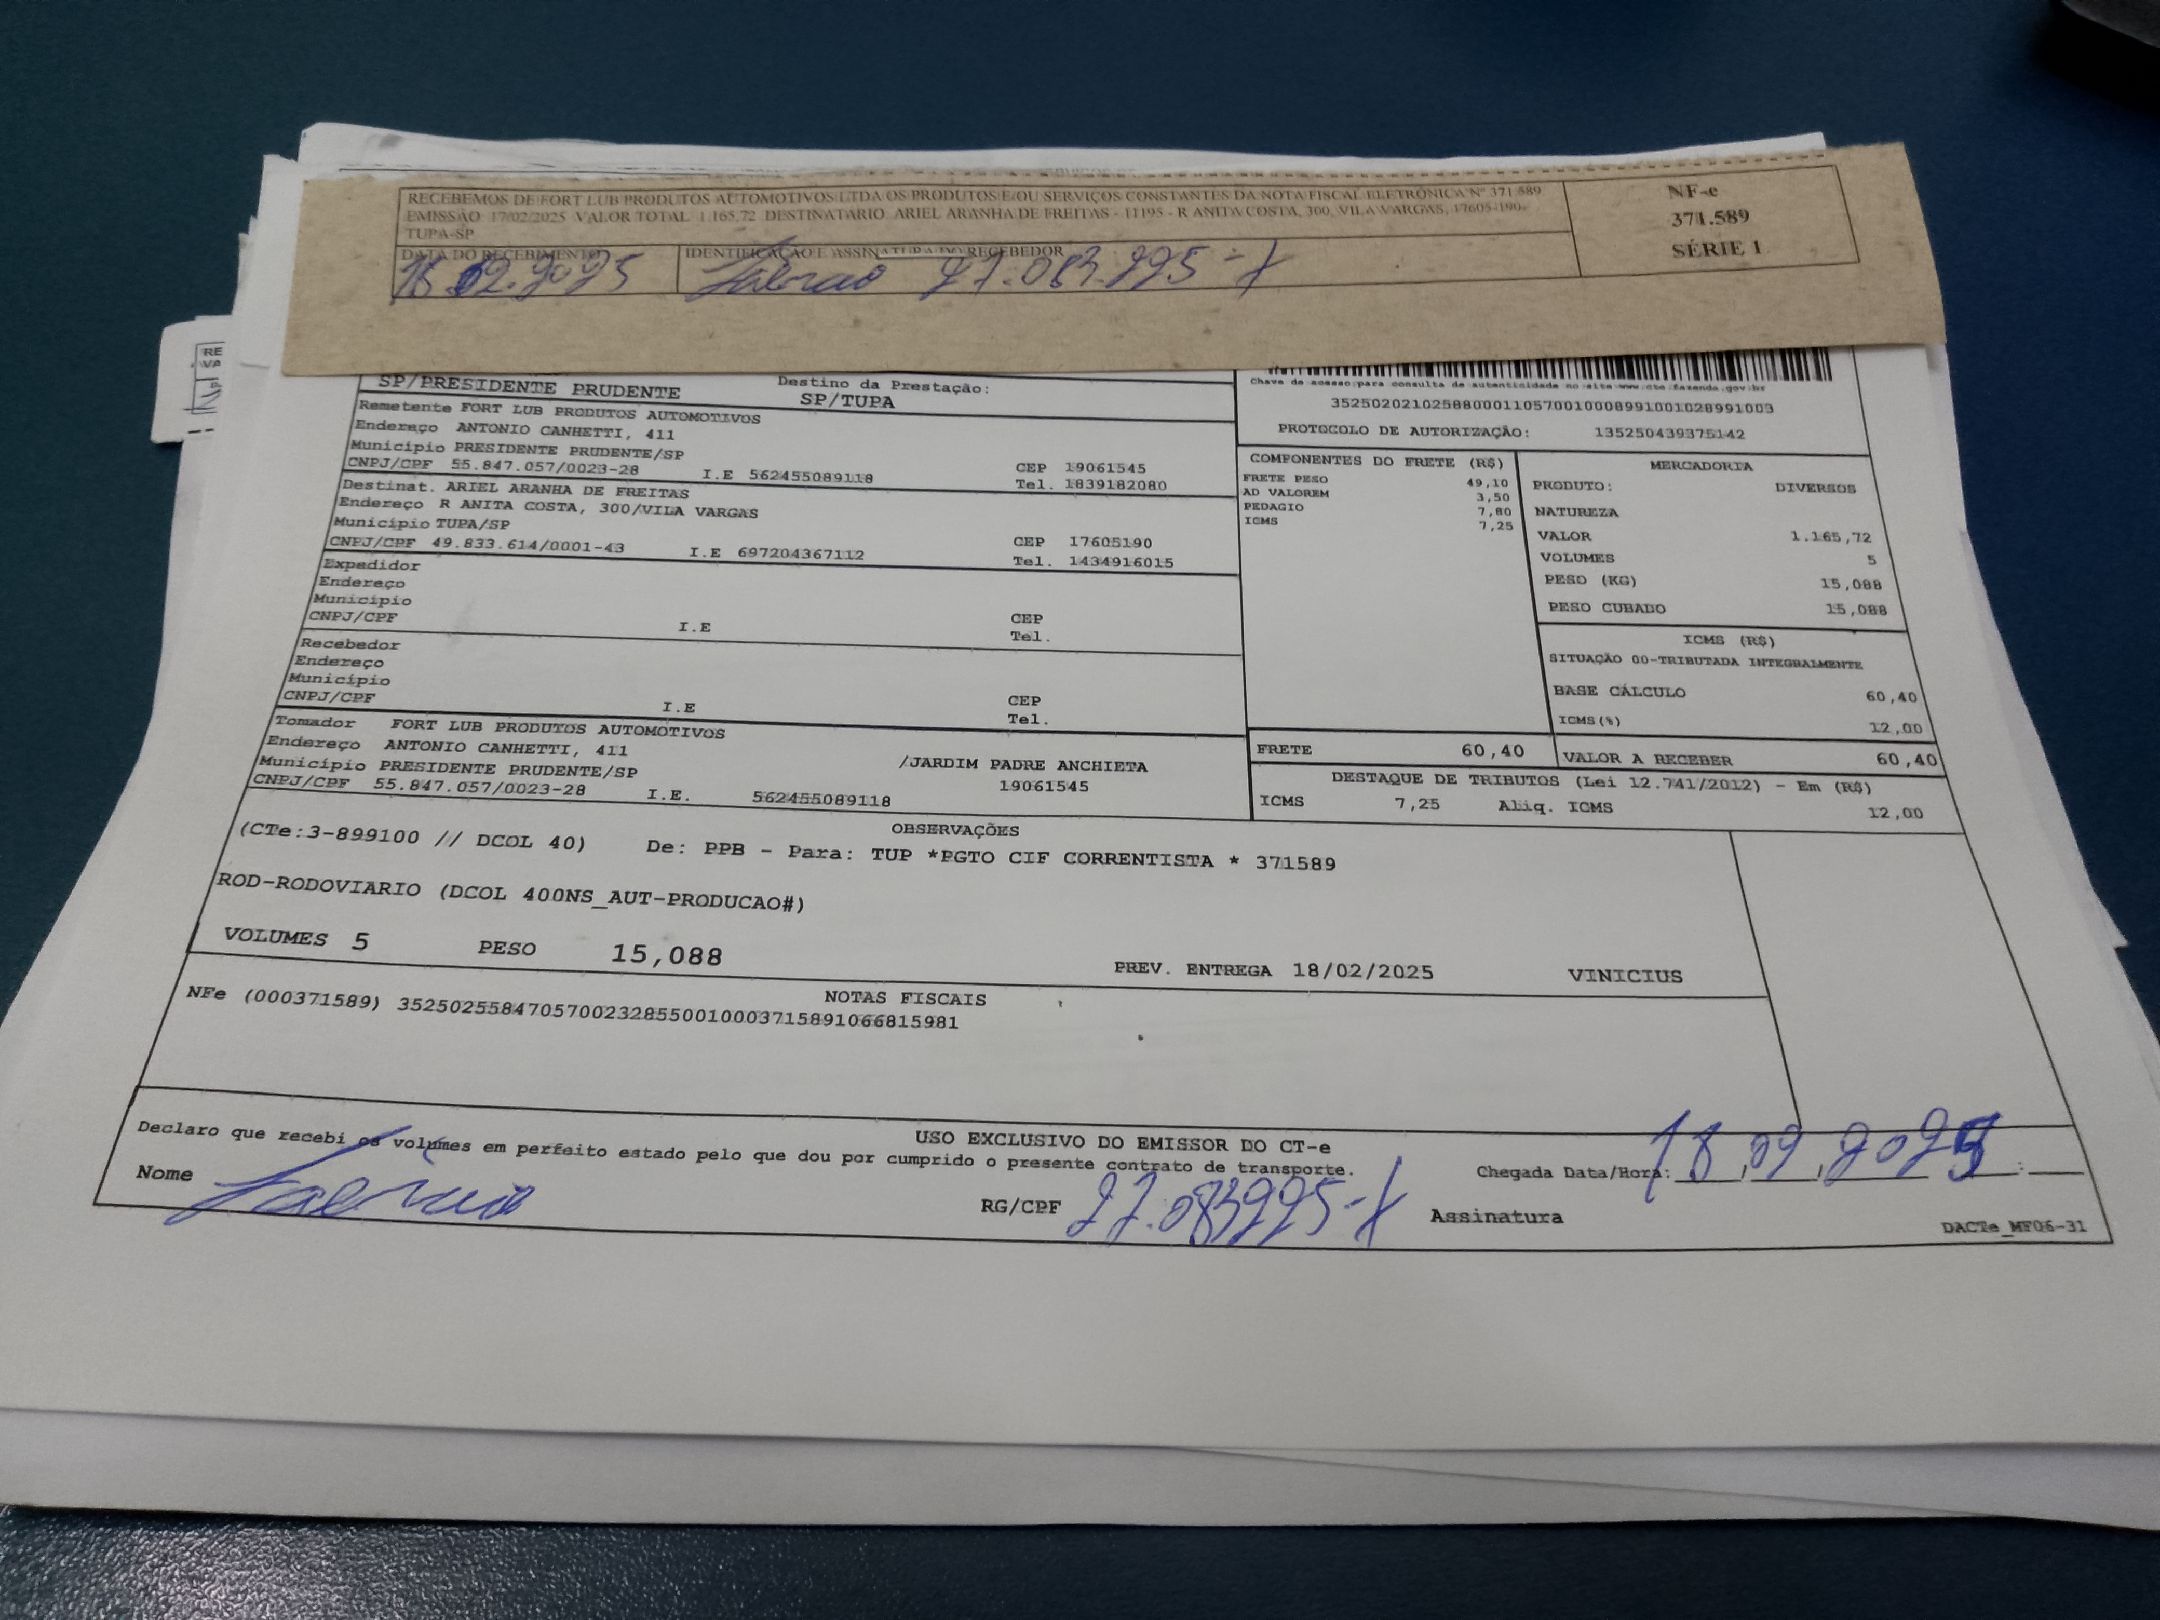 RECEBEMOS DE FORT LUB PRODUTOS AUTOMOTIVOS LTDA OS PRODUTOS E/OU SERVIÇOS CONSTANTES DA NOTA FISCAL ELETRÔNICA Nº 371.589
EMISSÃO 17/02/2025 VALOR TOTAL 1.165,72 DESTINATARIO ARIEL ARANHA DE FREITAS - 11195 - R ANITA COSTA, 300, VILA VARGAS, 17605-190-
TUPA-SP
NF-e
371.589
SÉRIE 1
DATA DO RECEBIMENTO
IDENTIFICAÇÃO E ASSINATURA DO RECEBEDOR
18.02.2025
SP/PRESIDENTE PRUDENTE
Destino da Prestação:
SP/TUPA
Chave de acesso para consulta de autenticidade no site www.cte.fazenda.gov.br
35250202102588000110570010008991001028991003
PROTOCOLO DE AUTORIZAÇÃO: 135250439375142
Remetente FORT LUB PRODUTOS AUTOMOTIVOS
Endereço ANTONIO CANHETTI, 411
Município PRESIDENTE PRUDENTE/SP
CNPJ/CPF 55.847.057/0023-28 I.E 562455089118
CEP 19061545
Tel. 1839182080
Destinat. ARIEL ARANHA DE FREITAS
Endereço R ANITA COSTA, 300/VILA VARGAS
Município TUPA/SP
CNPJ/CPF 49.833.614/0001-43 I.E 697204367112
CEP 17605190
Tel. 1434916015
Expedidor
Endereço
Município
CNPJ/CPF I.E
CEP
Tel.
Recebedor
Endereço
Município
CNPJ/CPF I.E
CEP
Tel.
Tomador FORT LUB PRODUTOS AUTOMOTIVOS
Endereço ANTONIO CANHETTI, 411 /JARDIM PADRE ANCHIETA
Município PRESIDENTE PRUDENTE/SP 19061545
CNPJ/CPF 55.847.057/0023-28 I.E. 562455089118
COMPONENTES DO FRETE (R$)
FRETE PESO 49,10
AD VALOREM 3,50
PEDAGIO 7,80
ICMS 7,25
MERCADORIA
PRODUTO: DIVERSOS
NATUREZA
VALOR 1.165,72
VOLUMES 5
PESO (KG) 15,088
PESO CUBADO 15,088
ICMS (R$)
SITUAÇÃO 00-TRIBUTADA INTEGRALMENTE
BASE CÁLCULO 60,40
ICMS(%) 12,00
FRETE 60,40
VALOR A RECEBER 60,40
DESTAQUE DE TRIBUTOS (Lei 12.741/2012) - Em (R$)
ICMS 7,25 Aliq. ICMS 12,00
OBSERVAÇÕES
(CTe:3-899100 // DCOL 40) De: PPB - Para: TUP *PGTO CIF CORRENTISTA * 371589
ROD-RODOVIARIO (DCOL 400NS_AUT-PRODUCAO#)
VOLUMES 5 PESO 15,088
PREV. ENTREGA 18/02/2025 VINICIUS
NOTAS FISCAIS
NFe (000371589) 35250255847057002328550010003715891066815981
USO EXCLUSIVO DO EMISSOR DO CT-e
Declaro que recebi os volumes em perfeito estado pelo que dou por cumprido o presente contrato de transporte.
Chegada Data/Hora: 18 02 2025 :
Nome
RG/CPF
Assinatura
DACTe_MF06-31